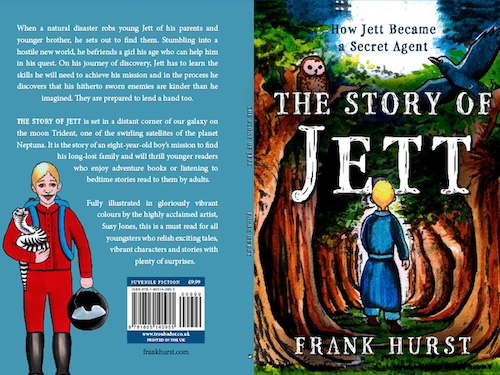 When a natural disaster robs young Jett of his parents and
younger brother, he sets out to find them. Stumbling into a
hostile new world, he befriends a girl his age who can help him
in his quest. On his journey of discovery, Jett has to learn the
skills he will need to achieve his mission and in the process he
discovers that his hitherto sworn enemies are kinder than he
imagined. They are prepared to lend a hand too.
THE STORY OF JETT is set in a distant corner of our galaxy on
the moon Tridant, one of the swirling satellites of the planet
Neptuna. It is the story of an eight-year-old boy's mission to find
his long-lost family and will thrill younger readers
who enjoy adventure books or listening to
bedtime stories read to them by adults.
Fully illustrated in gloriously vibrant
colours by the highly acclaimed artist,
Susy Jones, this is a must read for all
youngsters who relish exciting tales,
vibrant characters and stories with
plenty of surprises.
JUVENILE FICTION £9.99
www.troubador.co.uk
PRINTED IN THE UK
frankhurst.com
How Jett Became
a Secret Agent
THE STORY OF
JETT
FRANK HURST